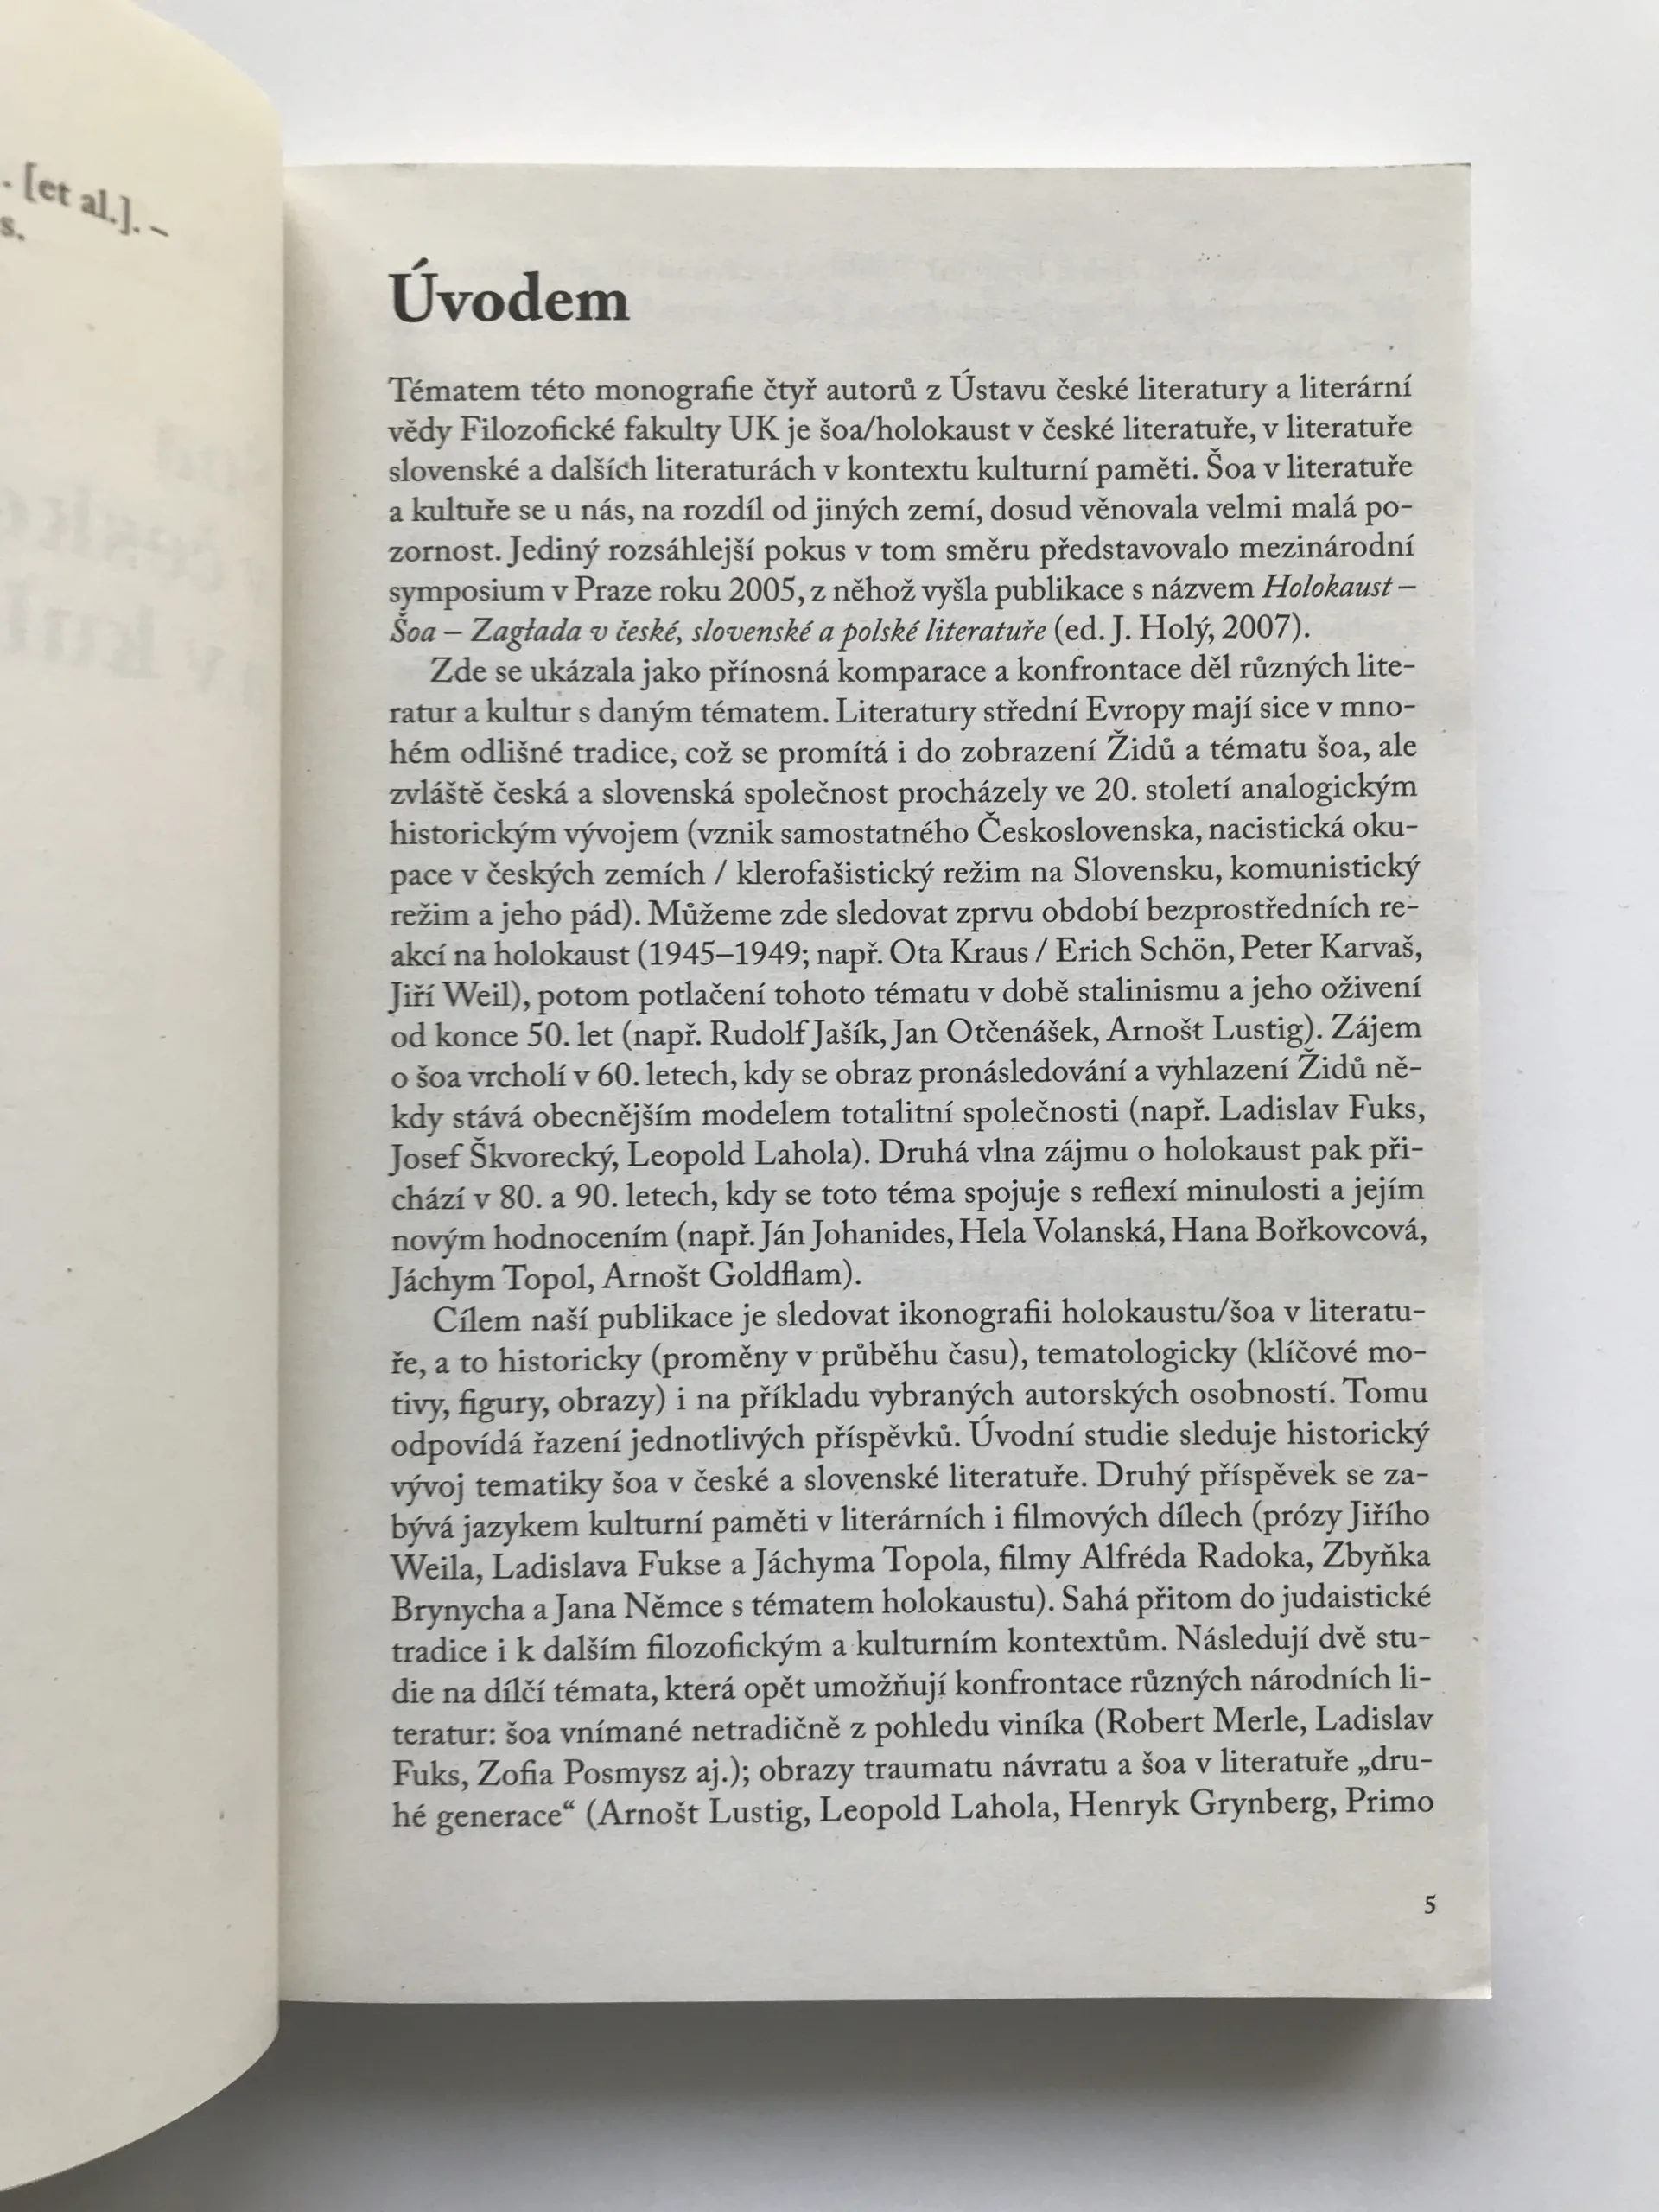 . [et al.]. –
s.
Úvodem
Tématem této monografie čtyř autorů z Ústavu české literatury a literární
vědy Filozofické fakulty UK je šoa/holokaust v české literatuře, v literatuře
slovenské a dalších literaturách v kontextu kulturní paměti. Šoa v literatuře
a kultuře se u nás, na rozdíl od jiných zemí, dosud věnovala velmi malá po-
zornost. Jediný rozsáhlejší pokus v tom směru představovalo mezinárodní
symposium v Praze roku 2005, z něhož vyšla publikace s názvem Holokaust –
Šoa – Zagłada v české, slovenské a polské literatuře (ed. J. Holý, 2007).
Zde se ukázala jako přínosná komparace a konfrontace děl různých lite-
ratur a kultur s daným tématem. Literatury střední Evropy mají sice v mno-
hém odlišné tradice, což se promítá i do zobrazení Židů a tématu šoa, ale
zvláště česká a slovenská společnost procházely ve 20. století analogickým
historickým vývojem (vznik samostatného Československa, nacistická oku-
pace v českých zemích / klerofašistický režim na Slovensku, komunistický
režim a jeho pád). Můžeme zde sledovat zprvu období bezprostředních re-
akcí na holokaust (1945–1949; např. Ota Kraus / Erich Schön, Peter Karvaš,
Jiří Weil), potom potlačení tohoto tématu v době stalinismu a jeho oživení
od konce 50. let (např. Rudolf Jašík, Jan Otčenášek, Arnošt Lustig). Zájem
o šoa vrcholí v 60. letech, kdy se obraz pronásledování a vyhlazení Židů ně-
kdy stává obecnějším modelem totalitní společnosti (např. Ladislav Fuks,
Josef Škvorecký, Leopold Lahola). Druhá vlna zájmu o holokaust pak při-
chází v 80. a 90. letech, kdy se toto téma spojuje s reflexí minulosti a jejím
novým hodnocením (např. Ján Johanides, Hela Volanská, Hana Bořkovcová,
Jáchym Topol, Arnošt Goldflam).
Cílem naší publikace je sledovat ikonografii holokaustu/šoa v literatu-
ře, a to historicky (proměny v průběhu času), tematologicky (klíčové mo-
tivy, figury, obrazy) i na příkladu vybraných autorských osobností. Tomu
odpovídá řazení jednotlivých příspěvků. Úvodní studie sleduje historický
vývoj tematiky šoa v české a slovenské literatuře. Druhý příspěvek se za-
bývá jazykem kulturní paměti v literárních i filmových dílech (prózy Jiřího
Weila, Ladislava Fukse a Jáchyma Topola, filmy Alfréda Radoka, Zbyňka
Brynycha a Jana Němce s tématem holokaustu). Sahá přitom do judaistické
tradice i k dalším filozofickým a kulturním kontextům. Následují dvě stu-
die na dílčí témata, která opět umožňují konfrontace různých národních li-
teratur: šoa vnímané netradičně z pohledu viníka (Robert Merle, Ladislav
Fuks, Zofia Posmysz aj.); obrazy traumatu návratu a šoa v literatuře „dru-
hé generace“ (Arnošt Lustig, Leopold Lahola, Henryk Grynberg, Primo
5